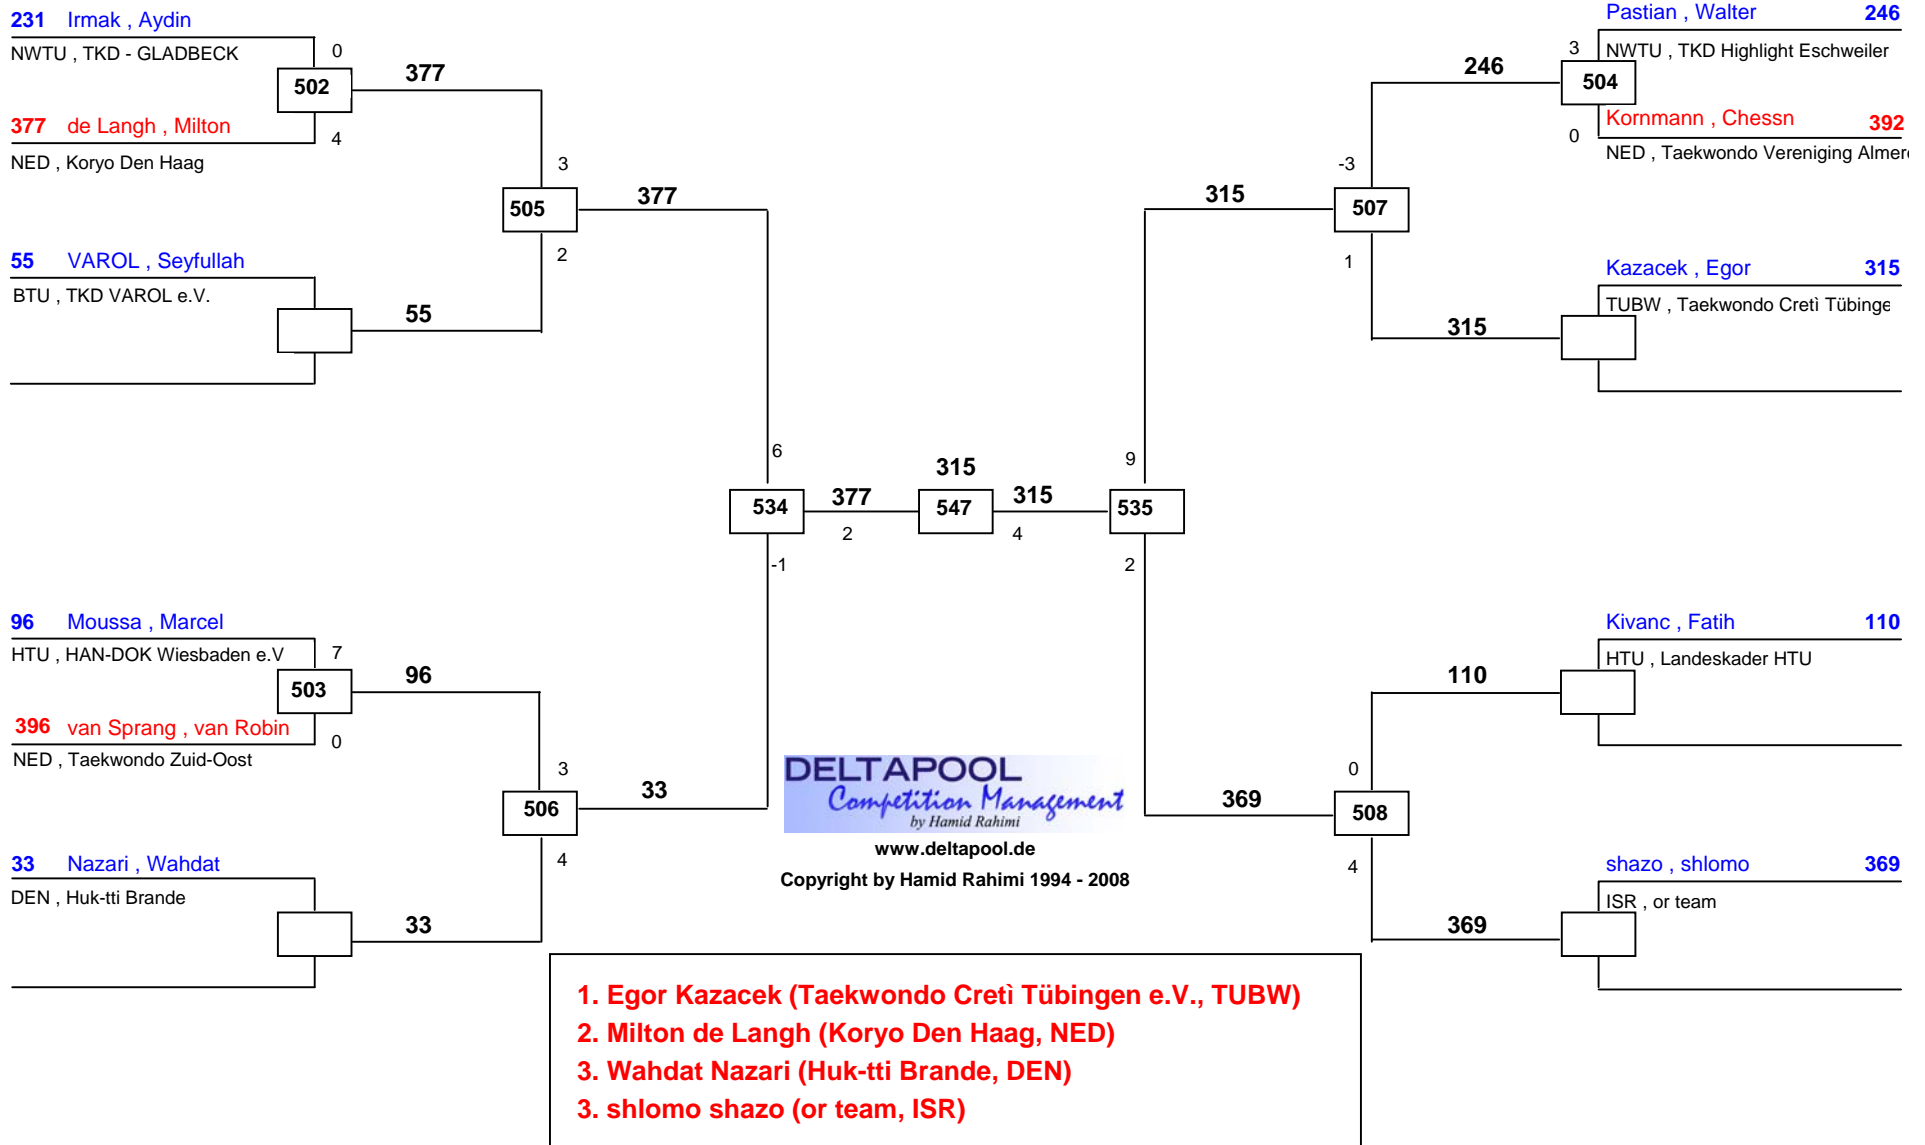 231 Irmak , Aydin
NWTU , TKD - GLADBECK
0
502
377
377 de Langh , Milton
4
NED , Koryo Den Haag
3
505
377
2
55 VAROL , Seyfullah
BTU , TKD VAROL e.V.
55
6
534
377
2
-1
96 Moussa , Marcel
HTU , HAN-DOK Wiesbaden e.V
7
503
96
396 van Sprang , van Robin
0
NED , Taekwondo Zuid-Oost
3
506
33
4
33 Nazari , Wahdat
DEN , Huk-tti Brande
33
315
547
Pastian , Walter 246
NWTU , TKD Highlight Eschweiler
3
504
246
Kornmann , Chessn 392
0
NED , Taekwondo Vereniging Almer
-3
507
315
1
Kazacek , Egor 315
TUBW , Taekwondo Cretì Tübinge
315
9
535
315
4
2
Kivanc , Fatih 110
HTU , Landeskader HTU
110
0
508
369
4
shazo , shlomo 369
ISR , or team
369
DELTAPOOL
Competition Management
by Hamid Rahimi
www.deltapool.de
Copyright by Hamid Rahimi 1994 - 2008
1. Egor Kazacek (Taekwondo Cretì Tübingen e.V., TUBW)
2. Milton de Langh (Koryo Den Haag, NED)
3. Wahdat Nazari (Huk-tti Brande, DEN)
3. shlomo shazo (or team, ISR)